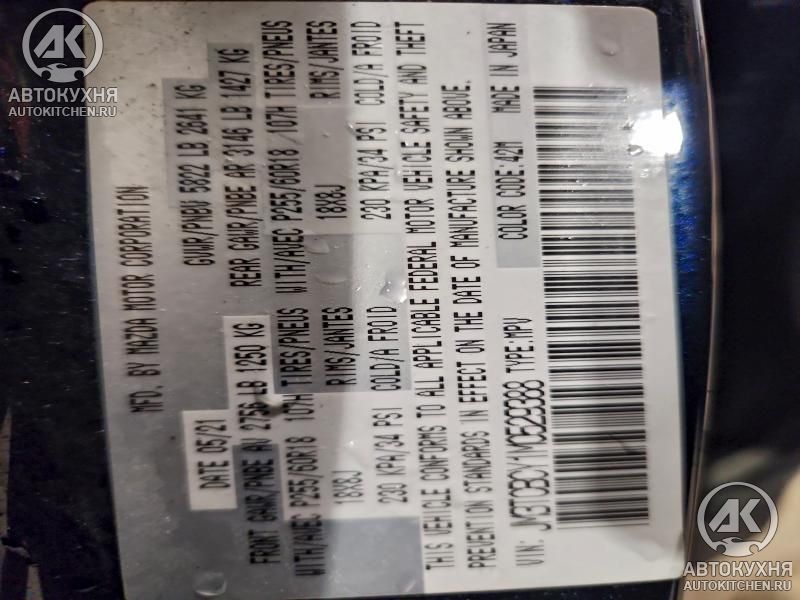 MFD. BY MAZDA MOTOR CORPORATION
DATE 05/21 GVWR/PNBV 5822 LB 2641 KG
FRONT GAWR/PNBE AV 2756 LB 1250 KG REAR GAWR/PNBE AR 3146 LB 1427 KG
WITH/AVEC P255/60R18 107H TIRES/PNEUS WITH/AVEC P255/60R18 /107H TIRES/PNEUS
18X8J RIMS/JANTES 18X8J RIMS/JANTES
230 KPA/34 PSI COLD/A FROID 230 KPA/34 PSI COLD/A FROID
THIS VEHICLE CONFORMS TO ALL APPLICABLE FEDERAL MOTOR VEHICLE SAFETY AND THEFT
PREVENTION STANDARDS IN EFFECT ON THE DATE OF MANUFACTURE SHOWN ABOVE.
VIN: JM3TCBCY1M0529388 TYPE:MPV COLOR CODE:42M MADE IN JAPAN
АК
АВТОКУХНЯ
AUTOKITCHEN.RU
АК
АВТОКУХНЯ
AUTOKITCHEN.RU